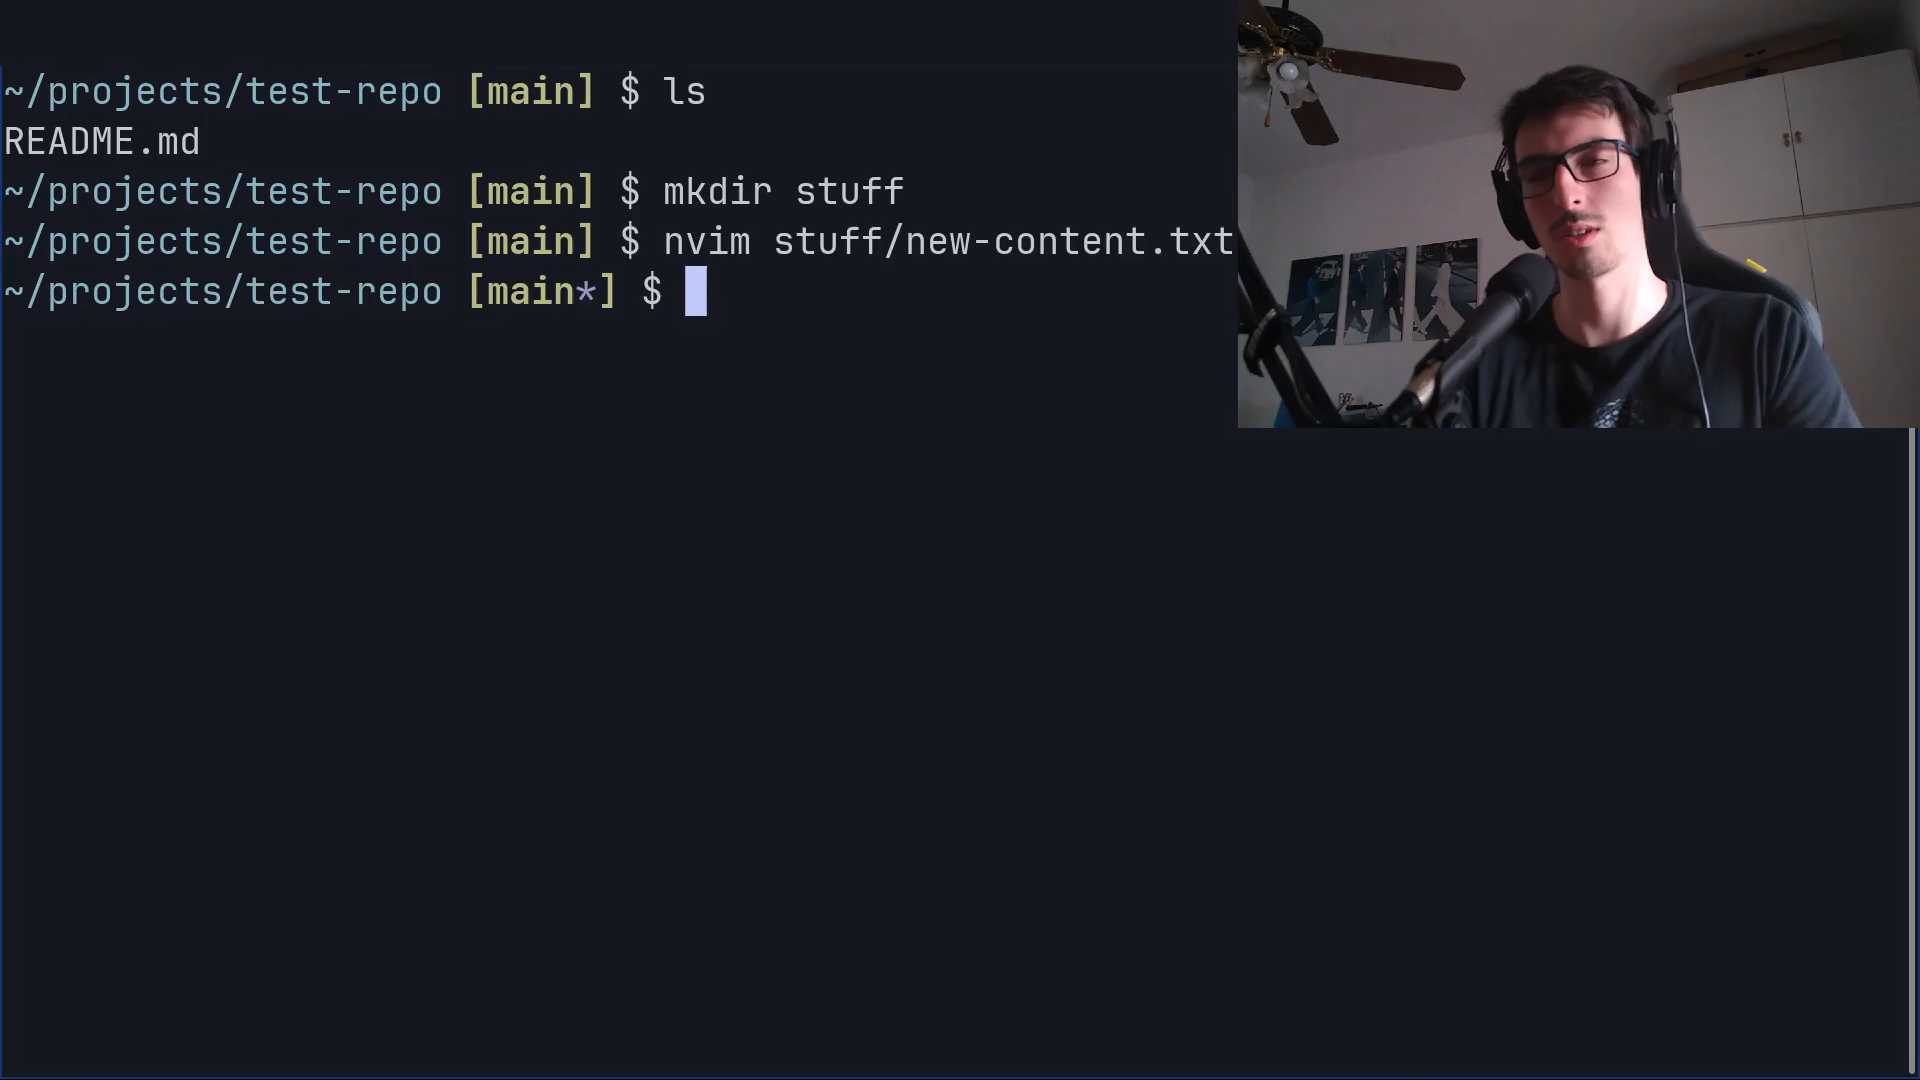 ~/projects/test-repo [main] $ ls
README.md
~/projects/test-repo [main] $ mkdir stuff
~/projects/test-repo [main] $ nvim stuff/new-content.txt
~/projects/test-repo [main*] $